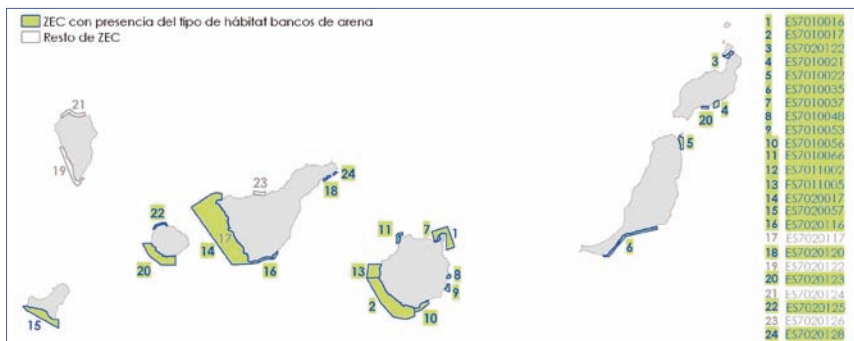 ZEC con presencia del tipo de hábitat bancos de arena
Resto de ZEC
21
19
15
22
20
14
17
23
18
24
16
11
7
1
13
2
10
8
9
3
4
20
5
6
1 ES7010016
2 ES7010017
3 ES7020122
4 ES7010021
5 ES7010022
6 ES7010035
7 ES7010037
8 ES7010048
9 ES7010053
10 ES7010056
11 ES7010066
12 ES7011002
13 ES7011005
14 ES7020017
15 ES7020057
16 ES7020116
17 ES7020117
18 ES7020120
19 ES7020122
20 ES7020123
21 ES7020124
22 ES7020125
23 ES7020126
24 ES7020128